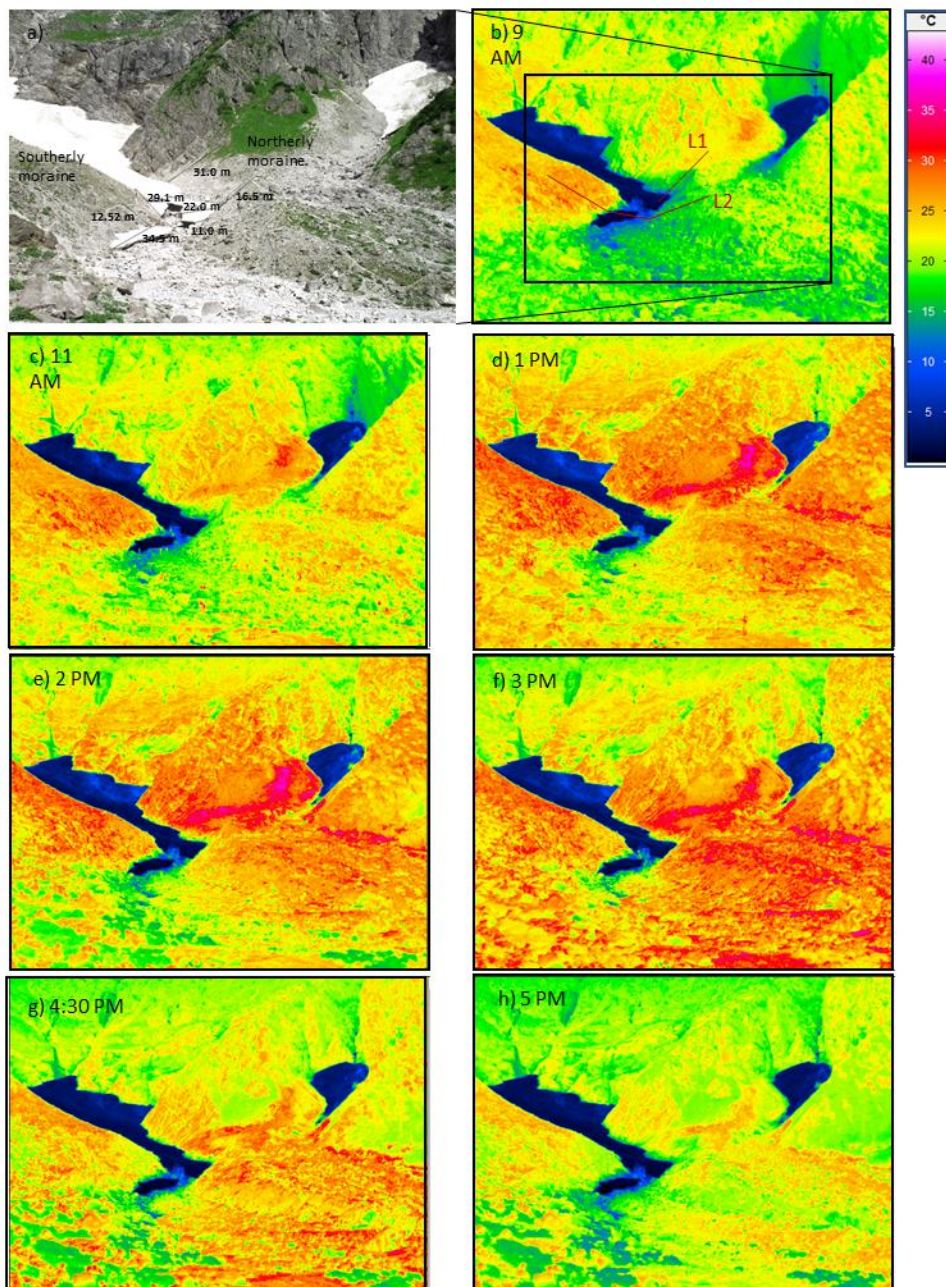 a)
Southerly
moraine
Northerly
moraine
31.0 m
29.1 m
16.5 m
22.0 m
12.52 m
11.0 m
34.5 m
b) 9
AM
L1
L2
°C
40
35
30
25
20
15
10
5
c) 11
AM
d) 1 PM
e) 2 PM
f) 3 PM
g) 4:30 PM
h) 5 PM